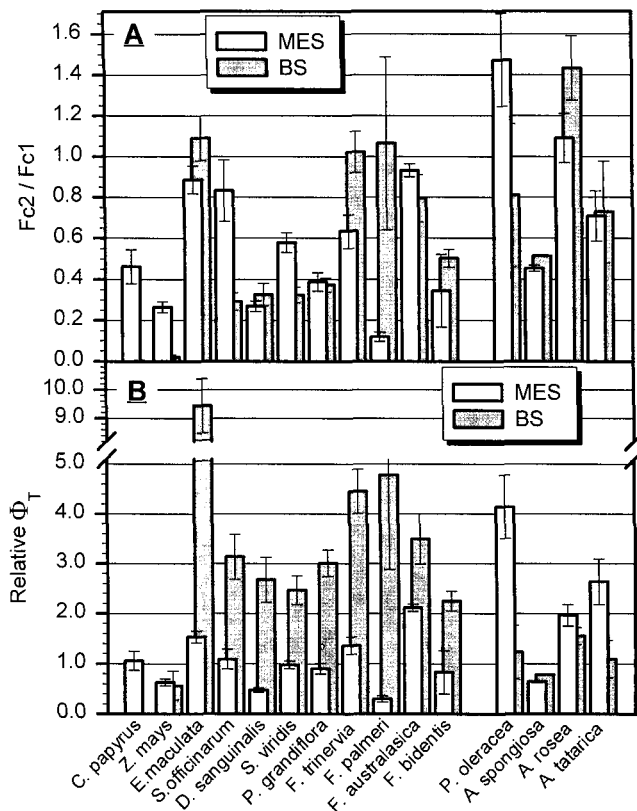 A
MES
BS
Fc2 / Fc1
1.6
1.4
1.2
1.0
0.8
0.6
0.4
0.2
0.0
B
MES
BS
Relative Φ_T
10.0
9.0
5.0
4.0
3.0
2.0
1.0
0.0
C. papyrus
Z. mays
E. maculata
S.officinarum
D. sanguinalis
S. viridis
P. grandiflora
F. trinervia
F. palmeri
F. australasica
F. bidentis
P. oleracea
A. spongiosa
A. rosea
A. tatarica